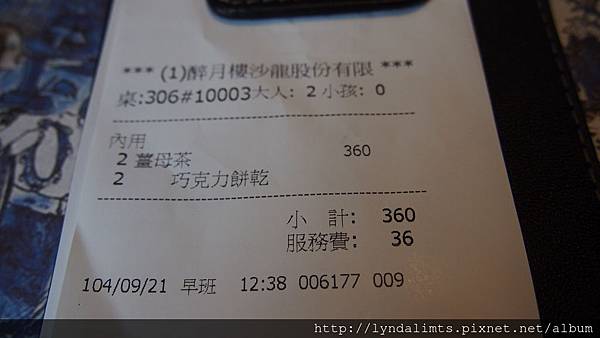 *** (1)醉月樓沙龍股份有限 ***
桌:306#10003大人: 2 小孩: 0
內用
2 薑母茶 360
2 巧克力餅乾
小 計: 360
服務費: 36
104/09/21 早班 12:38 006177 009
http://lyndalimts.pixnet.net/album